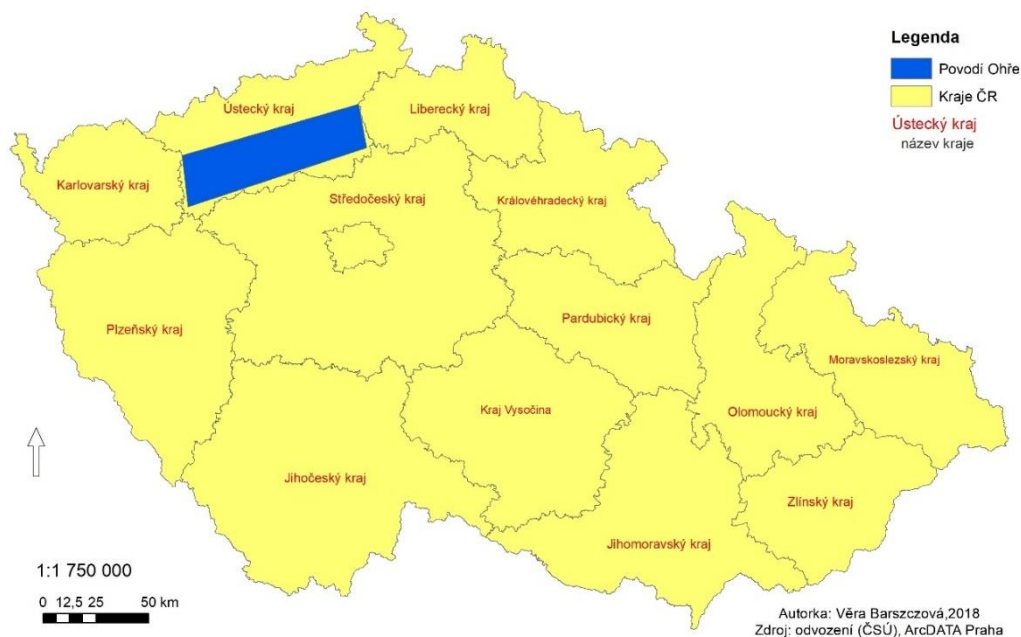 Legenda
Povodí Ohře
Kraje ČR
Ústecký kraj
název kraje
Ústecký kraj
Liberecký kraj
Karlovarský kraj
Středočeský kraj
Královéhradecký kraj
Plzeňský kraj
Pardubický kraj
Moravskoslezský kraj
Kraj Vysočina
Olomoucký kraj
Jihočeský kraj
Zlínský kraj
Jihomoravský kraj
1:1 750 000
0 12,5 25 50 km
Autorka: Věra Barszczová,2018
Zdroj: odvození (ČSÚ), ArcDATA Praha